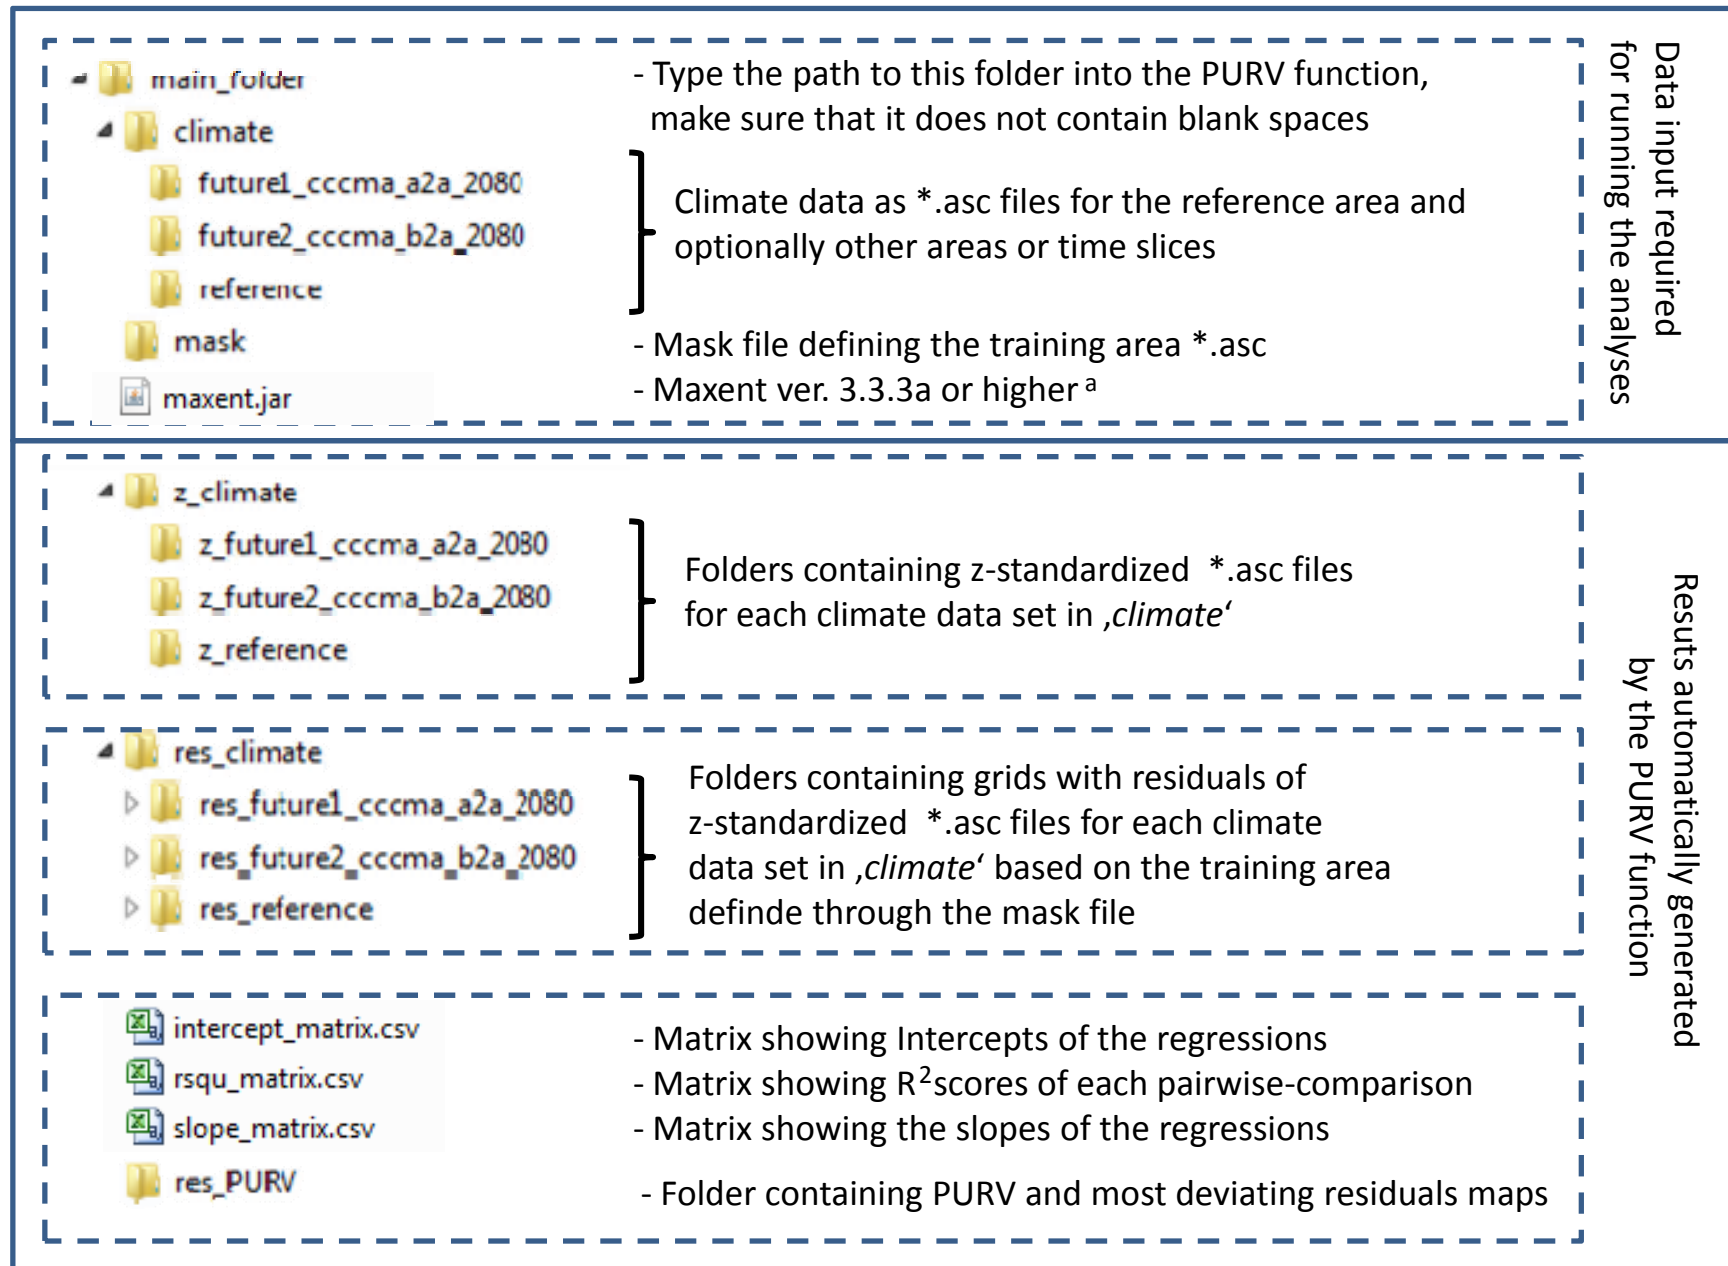 main_folder
- Type the path to this folder into the PURV function,
make sure that it does not contain blank spaces
climate
future1_cccma_a2a_2080
future2_cccma_b2a_2080
reference
Climate data as *.asc files for the reference area and
optionally other areas or time slices
mask
- Mask file defining the training area *.asc
maxent.jar
- Maxent ver. 3.3.3a or higher a
Data input required
for running the analyses
z_climate
z_future1_cccma_a2a_2080
z_future2_cccma_b2a_2080
z_reference
Folders containing z-standardized *.asc files
for each climate data set in ‚climate‘
res_climate
res_future1_cccma_a2a_2080
res_future2_cccma_b2a_2080
res_reference
Folders containing grids with residuals of
z-standardized *.asc files for each climate
data set in ‚climate‘ based on the training area
definde through the mask file
intercept_matrix.csv
- Matrix showing Intercepts of the regressions
rsqu_matrix.csv
- Matrix showing R2scores of each pairwise-comparison
slope_matrix.csv
- Matrix showing the slopes of the regressions
res_PURV
- Folder containing PURV and most deviating residuals maps
Resuts automatically generated
by the PURV function